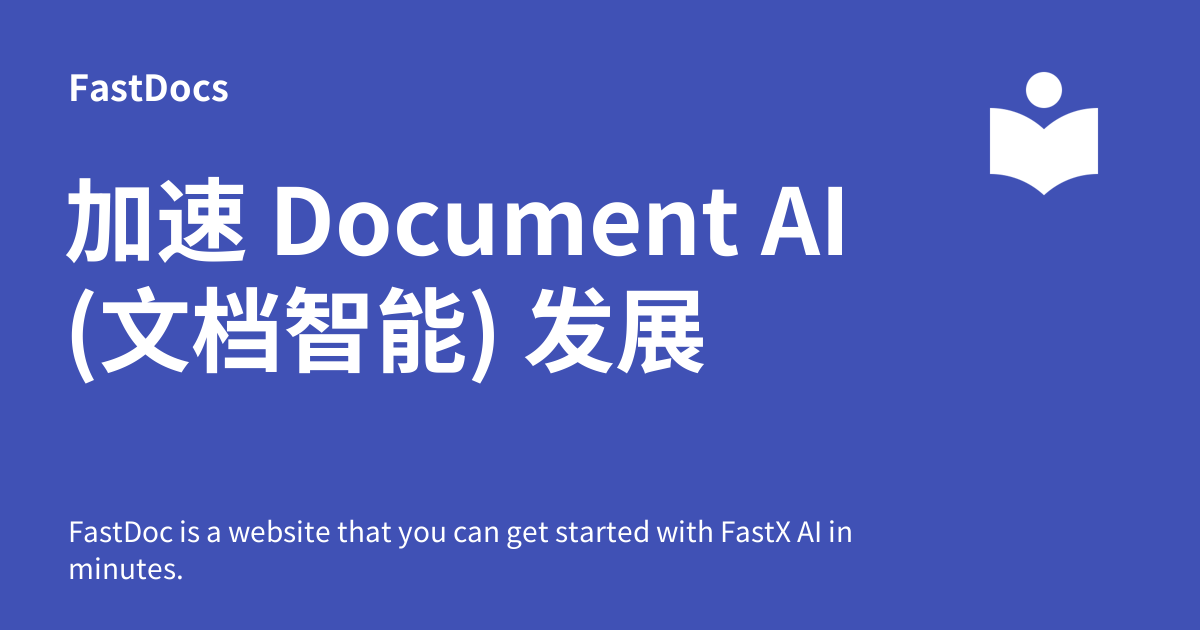 FastDocs
加速 Document AI
(文档智能) 发展
FastDoc is a website that you can get started with FastX AI in
minutes.